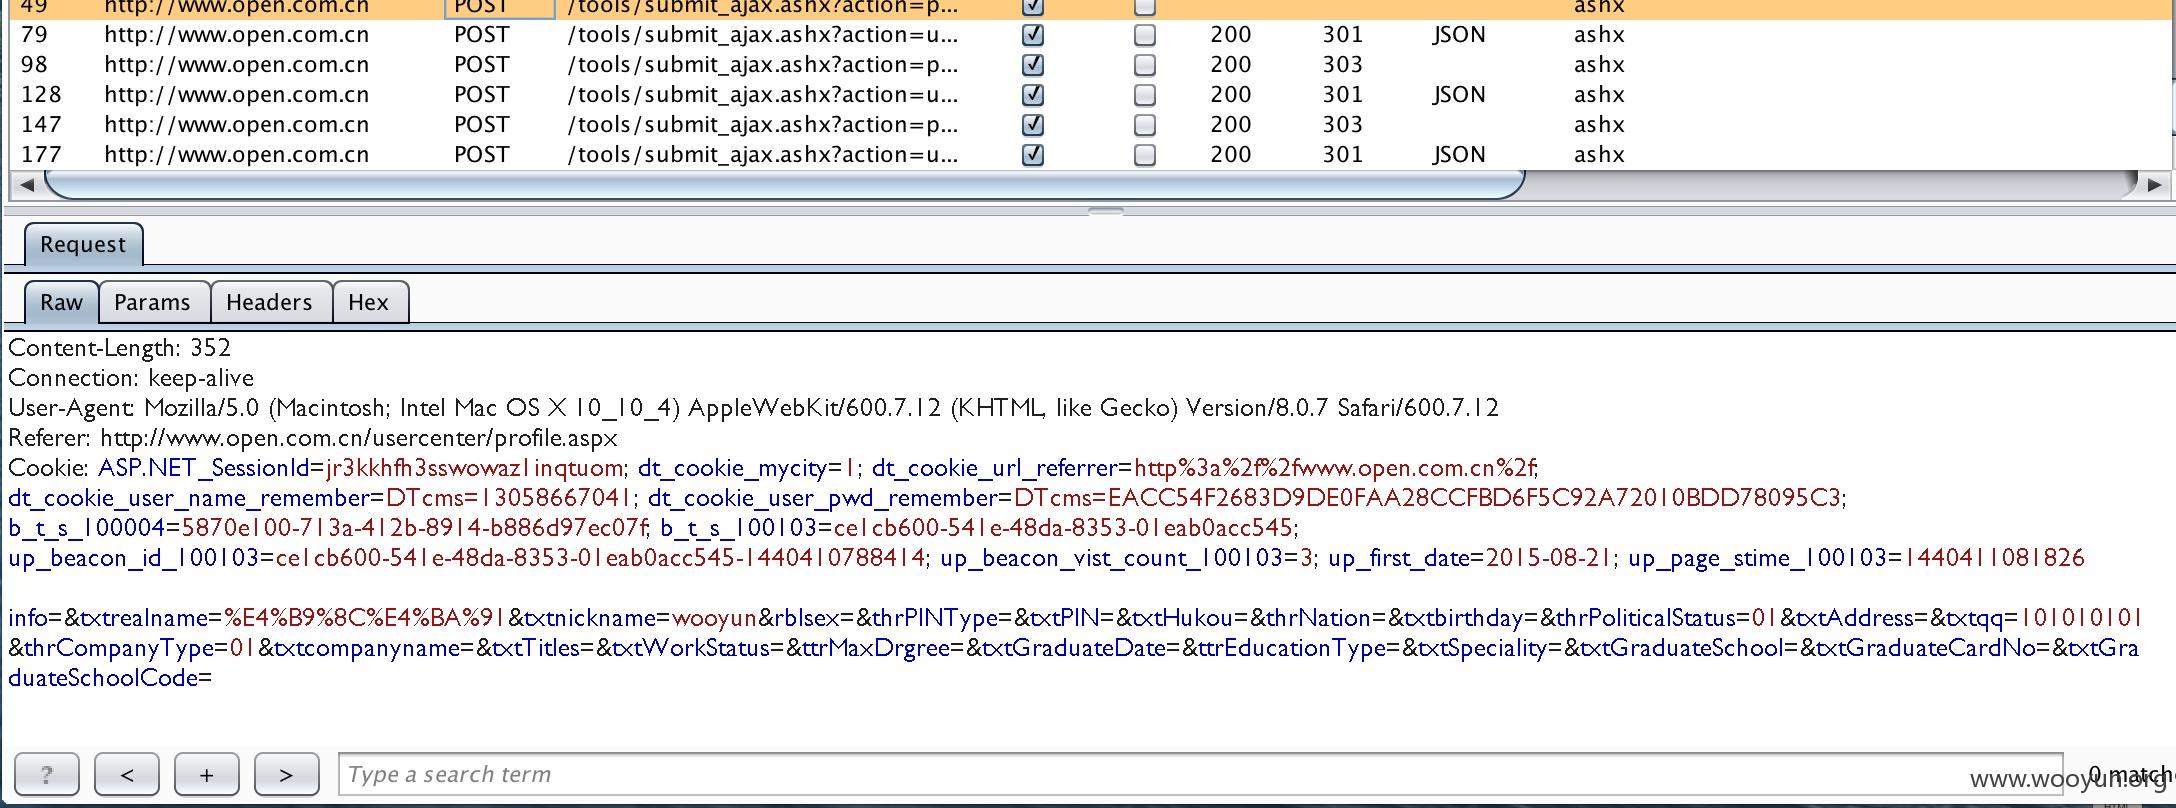 49 http://www.open.com.cn POST /tools/submit_ajax.ashx?action=p... ashx
79 http://www.open.com.cn POST /tools/submit_ajax.ashx?action=u... 200 301 JSON ashx
98 http://www.open.com.cn POST /tools/submit_ajax.ashx?action=p... 200 303 ashx
128 http://www.open.com.cn POST /tools/submit_ajax.ashx?action=u... 200 301 JSON ashx
147 http://www.open.com.cn POST /tools/submit_ajax.ashx?action=p... 200 303 ashx
177 http://www.open.com.cn POST /tools/submit_ajax.ashx?action=u... 200 301 JSON ashx
Request
Raw Params Headers Hex
Content-Length: 352
Connection: keep-alive
User-Agent: Mozilla/5.0 (Macintosh; Intel Mac OS X 10_10_4) AppleWebKit/600.7.12 (KHTML, like Gecko) Version/8.0.7 Safari/600.7.12
Referer: http://www.open.com.cn/usercenter/profile.aspx
Cookie: ASP.NET_SessionId=jr3kkhfh3sswowaz1inqtuom; dt_cookie_mycity=1; dt_cookie_url_referrer=http%3a%2f%2fwww.open.com.cn%2f;
dt_cookie_user_name_remember=DTcms=13058667041; dt_cookie_user_pwd_remember=DTcms=EACC54F2683D9DE0FAA28CCFBD6F5C92A72010BDD78095C3;
b_t_s_100004=5870e100-713a-412b-8914-b886d97ec07f; b_t_s_100103=ce1cb600-541e-48da-8353-01eab0acc545;
up_beacon_id_100103=ce1cb600-541e-48da-8353-01eab0acc545-1440410788414; up_beacon_vist_count_100103=3; up_first_date=2015-08-21; up_page_stime_100103=1440411081826
info=&txtrealname=%E4%B9%8C%E4%BA%91&txtnickname=wooyun&rblsex=&thrPINType=&txtPIN=&txtHukou=&thrNation=&txtbirthday=&thrPoliticalStatus=01&txtAddress=&txtqq=101010101
&thrCompanyType=01&txtcompanyname=&txtTitles=&txtWorkStatus=&ttrMaxDrgree=&txtGraduateDate=&ttrEducationType=&txtSpeciality=&txtGraduateSchool=&txtGraduateCardNo=&txtGra
duateSchoolCode=
? < + > Type a search term 0 matche
www.wooyun.org